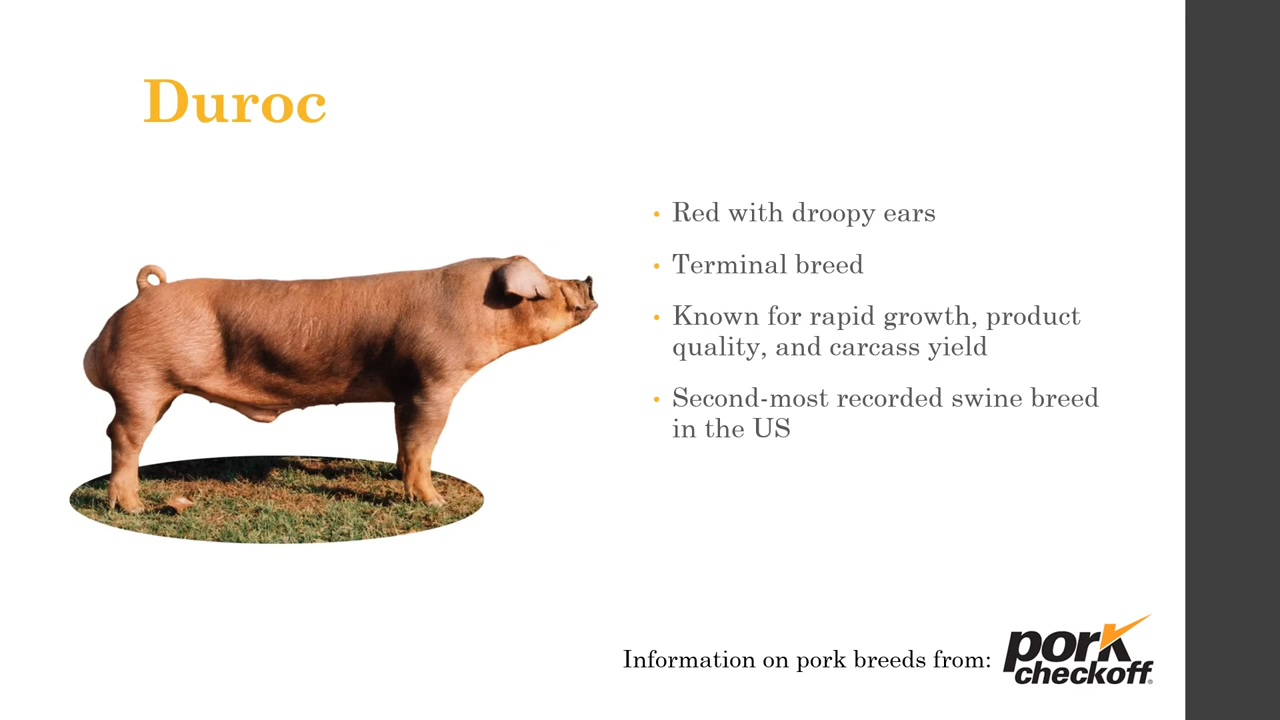 Duroc
• Red with droopy ears
• Terminal breed
• Known for rapid growth, product
quality, and carcass yield
• Second-most recorded swine breed
in the US
Information on pork breeds from:
pork
checkoff®